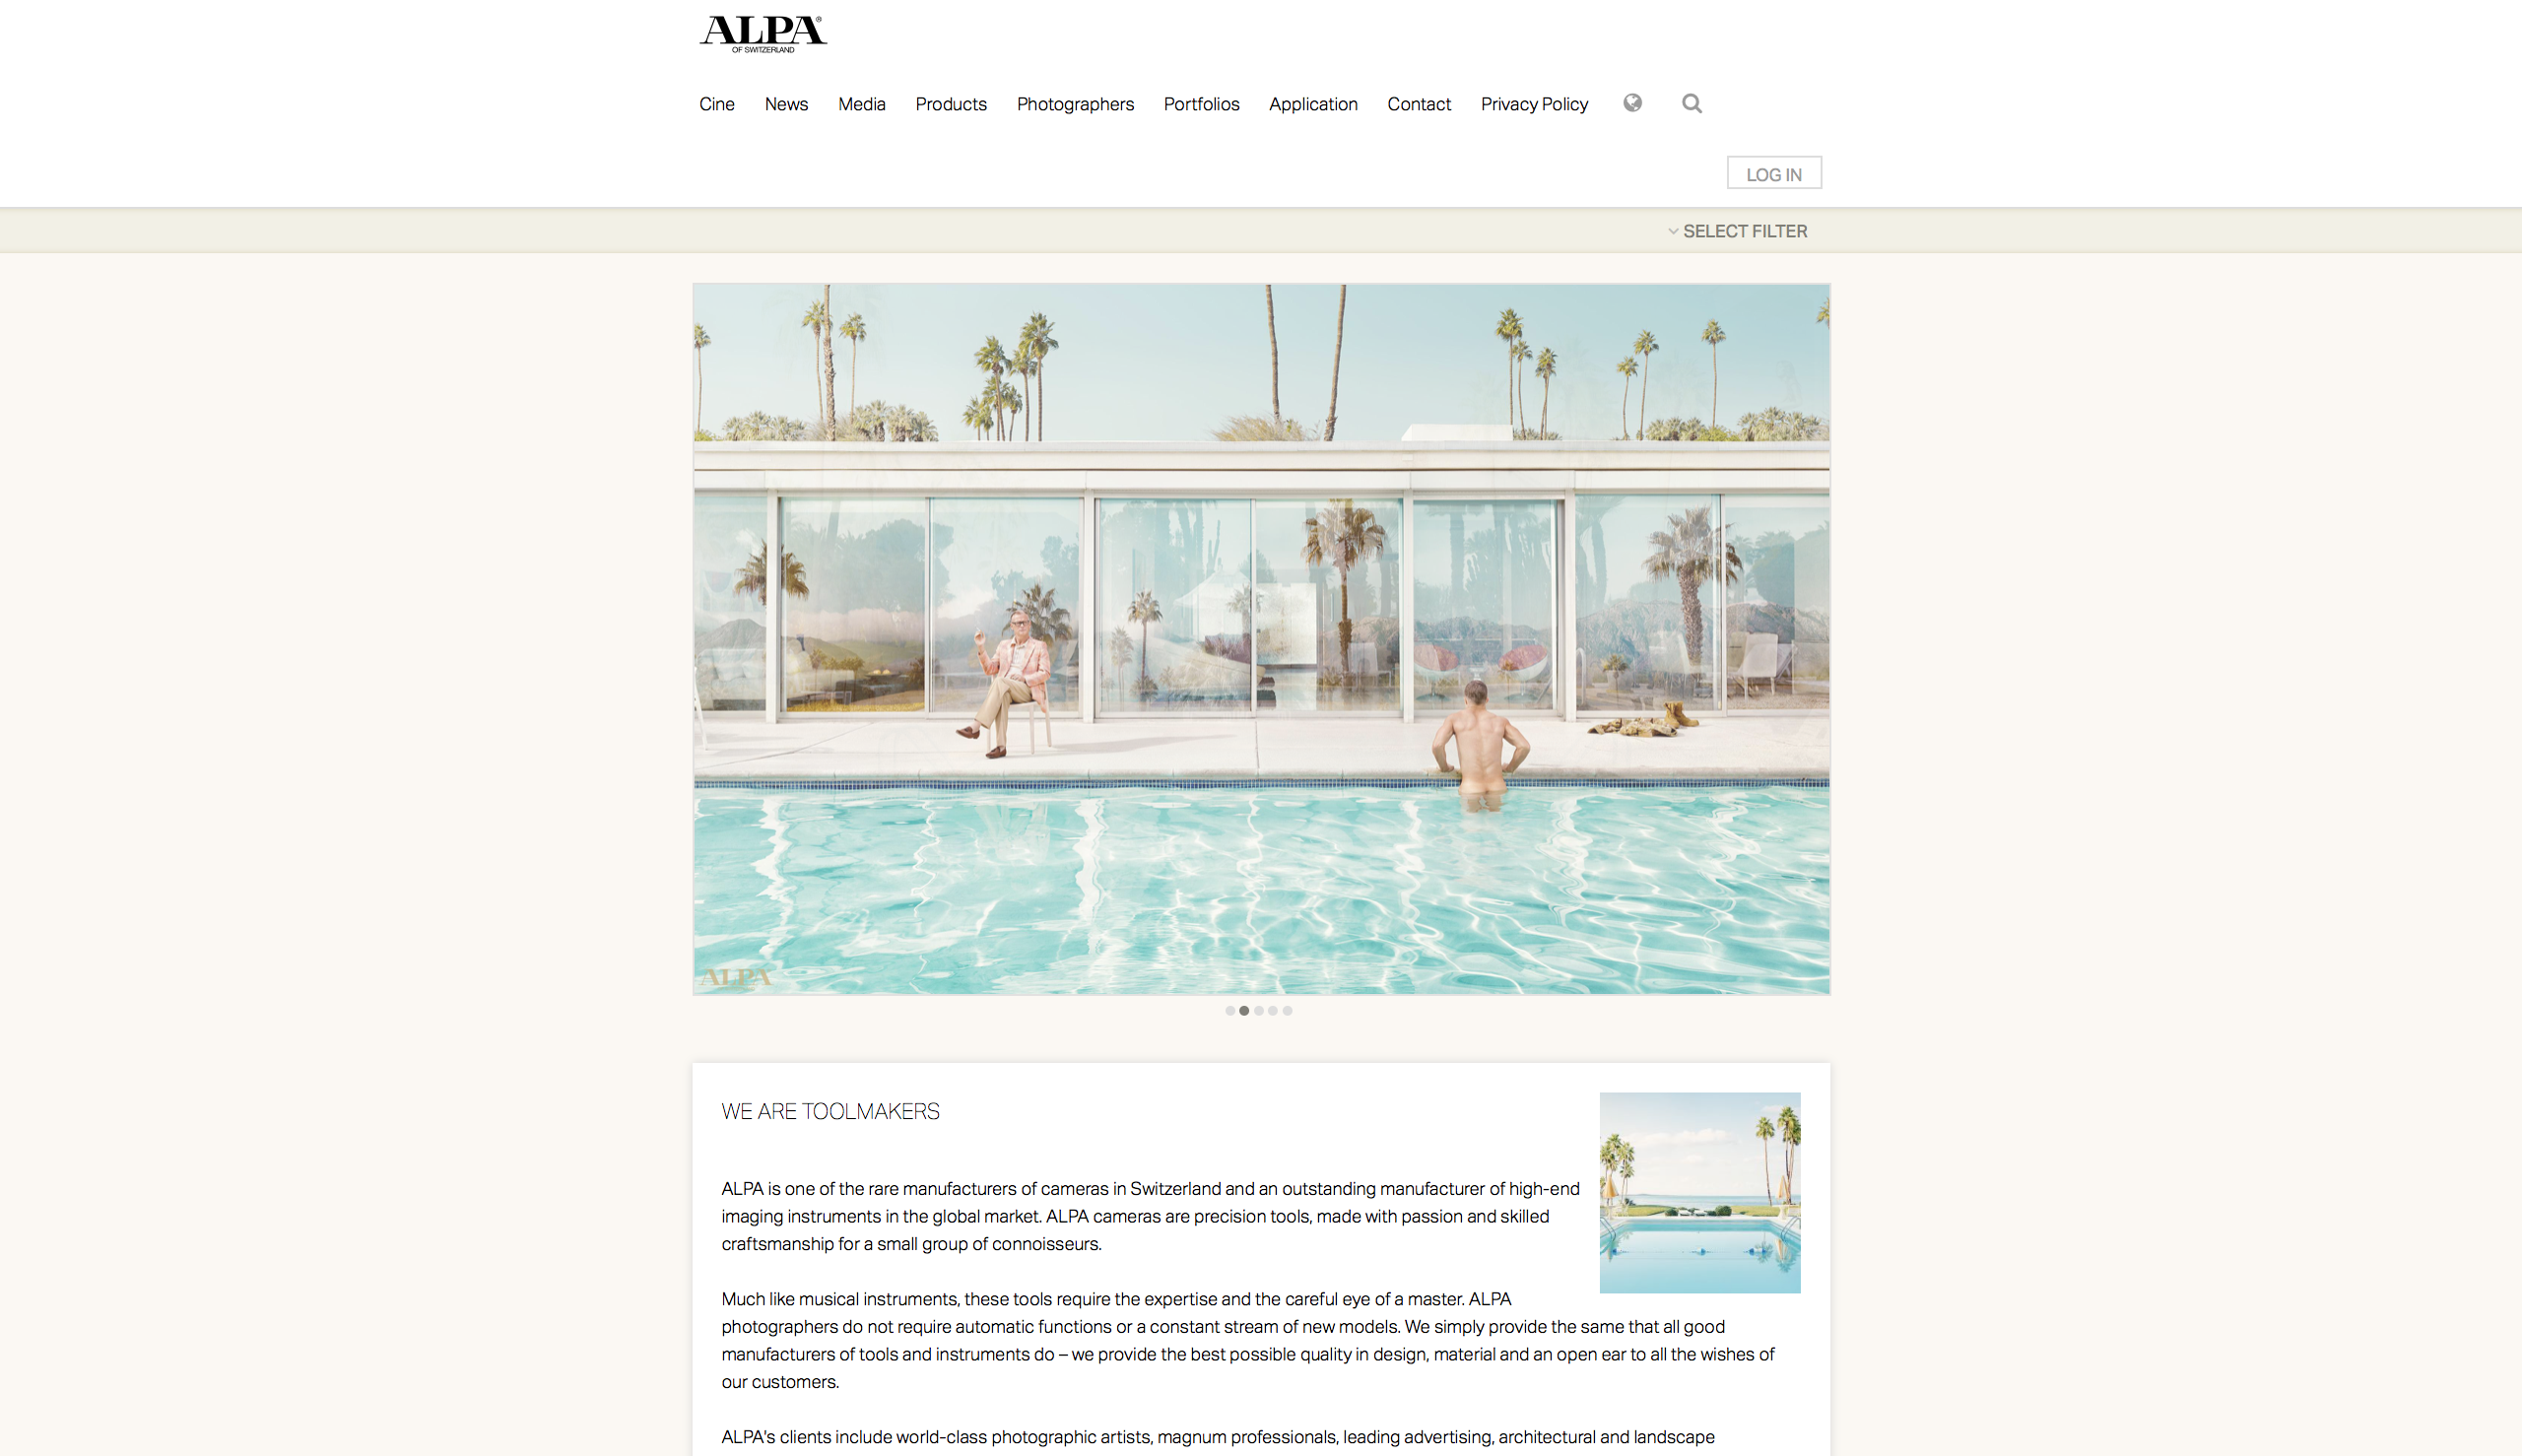 ALPA®
OF SWITZERLAND
Cine News Media Products Photographers Portfolios Application Contact Privacy Policy
LOG IN
SELECT FILTER
ALPA
WE ARE TOOLMAKERS
ALPA is one of the rare manufacturers of cameras in Switzerland and an outstanding manufacturer of high-end
imaging instruments in the global market. ALPA cameras are precision tools, made with passion and skilled
craftsmanship for a small group of connoisseurs.
Much like musical instruments, these tools require the expertise and the careful eye of a master. ALPA
photographers do not require automatic functions or a constant stream of new models. We simply provide the same that all good
manufacturers of tools and instruments do – we provide the best possible quality in design, material and an open ear to all the wishes of
our customers.
ALPA's clients include world-class photographic artists, magnum professionals, leading advertising, architectural and landscape